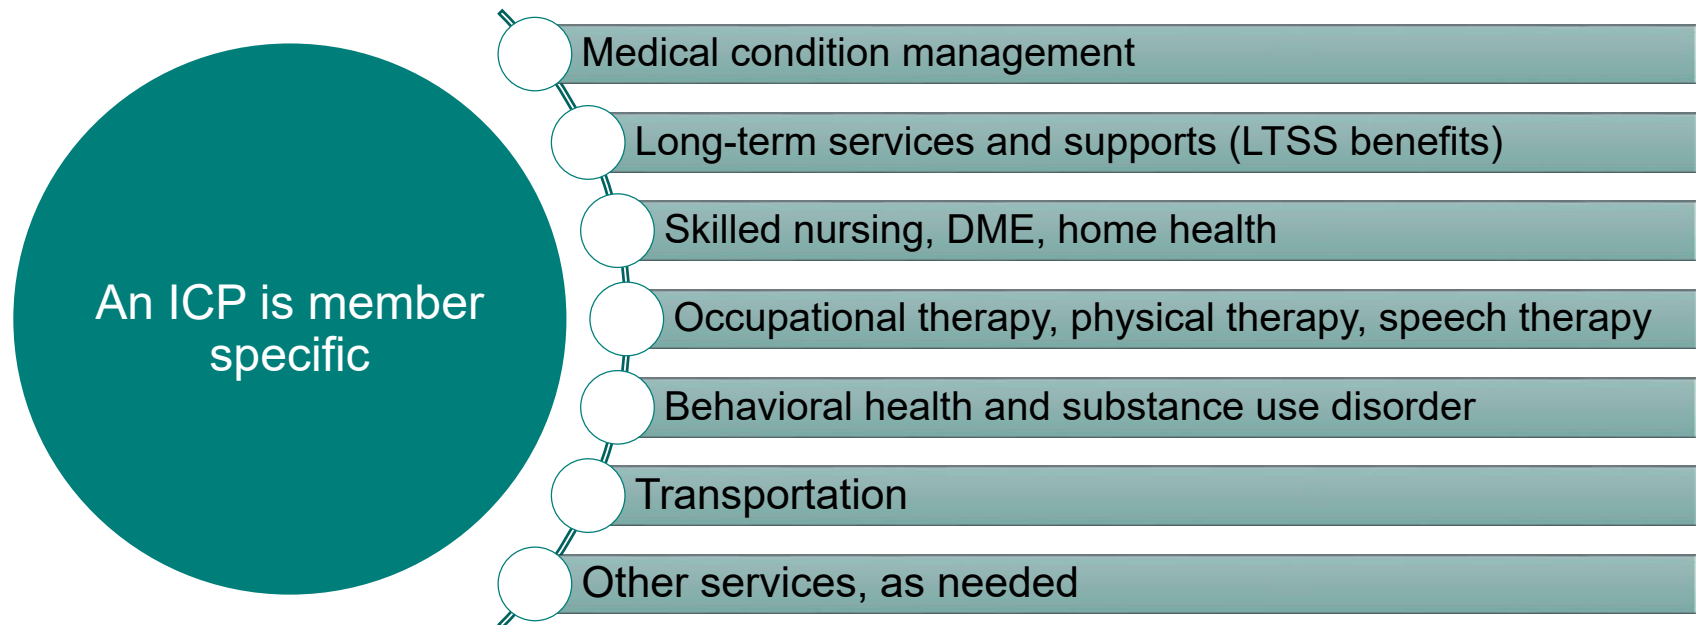 An ICP is member
specific
Medical condition management
Long-term services and supports (LTSS benefits)
Skilled nursing, DME, home health
Occupational therapy, physical therapy, speech therapy
Behavioral health and substance use disorder
Transportation
Other services, as needed